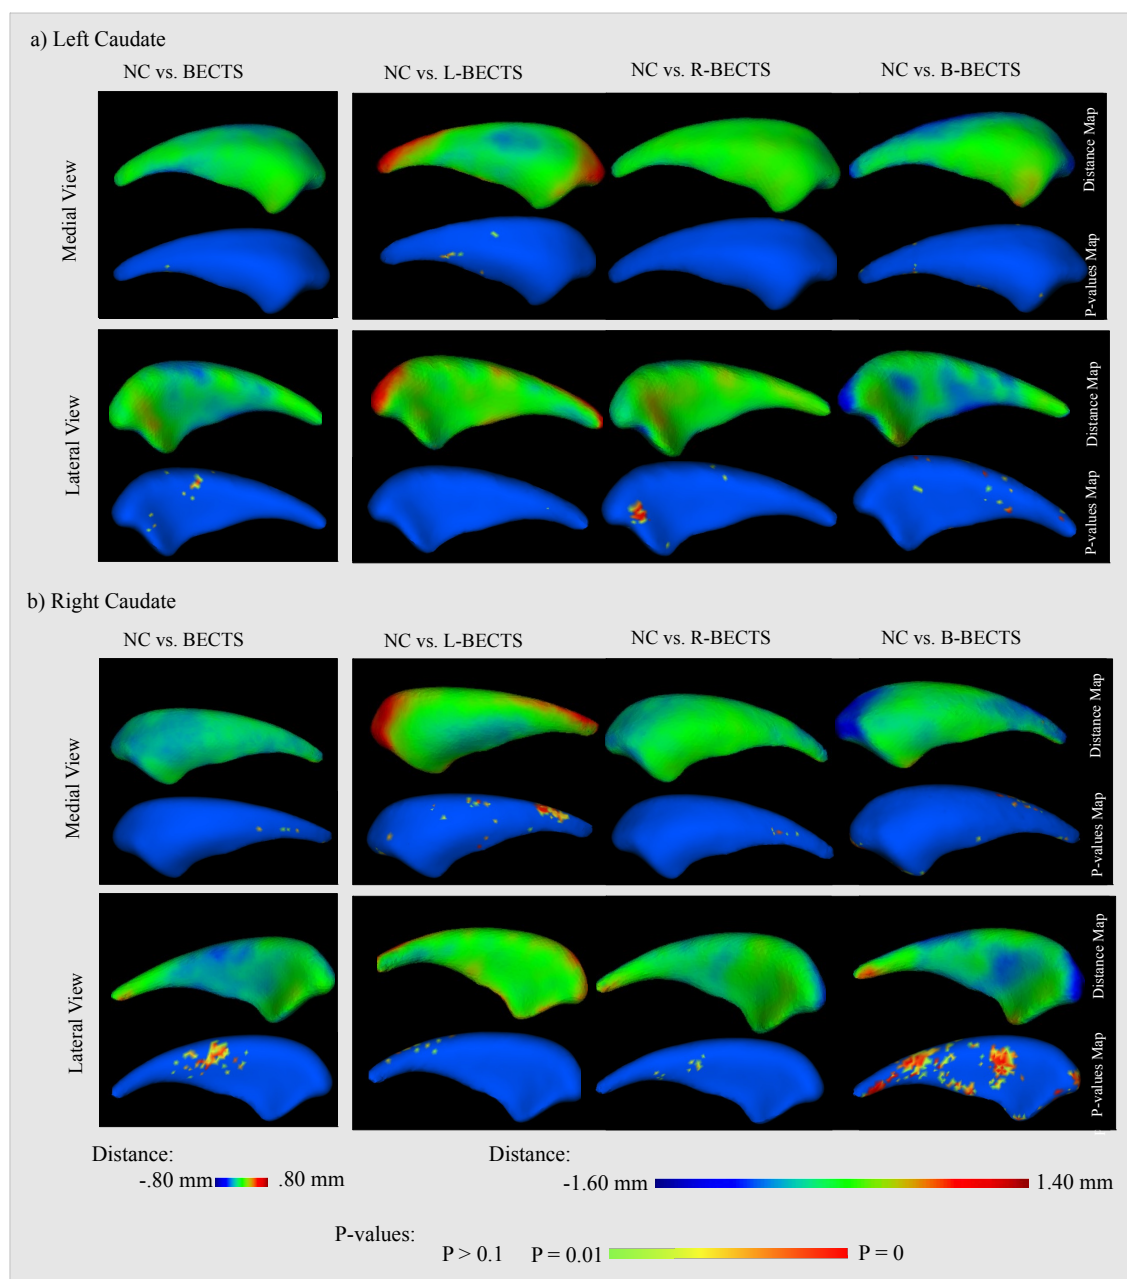 a) Left Caudate
NC vs. BECTS
NC vs. L-BECTS
NC vs. R-BECTS
NC vs. B-BECTS
Medial View
Distance Map
P-values Map
Lateral View
Distance Map
P-values Map
b) Right Caudate
NC vs. BECTS
NC vs. L-BECTS
NC vs. R-BECTS
NC vs. B-BECTS
Medial View
Distance Map
P-values Map
Lateral View
Distance Map
P-values Map
Distance:
-.80 mm .80 mm
Distance:
-1.60 mm 1.40 mm
P-values:
P > 0.1 P = 0.01 P = 0